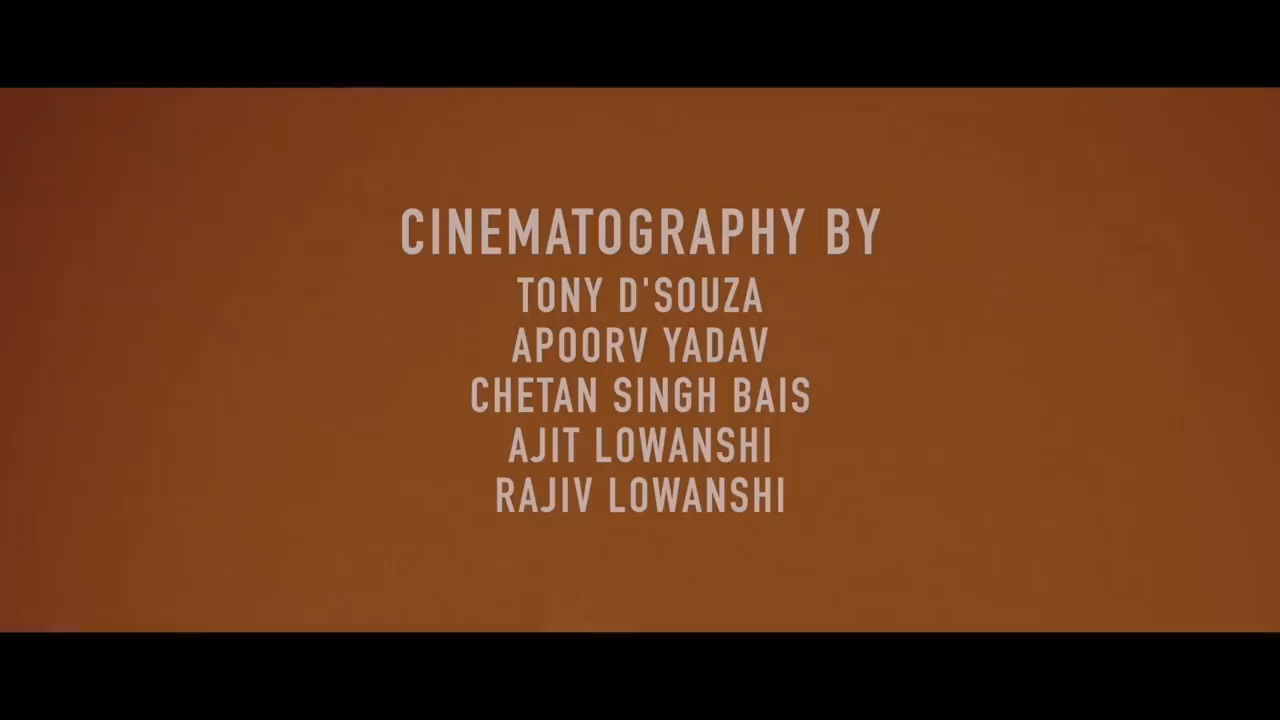 CINEMATOGRAPHY BY
TONY D'SOUZA
APOORV YADAV
CHETAN SINGH BAIS
AJIT LOWANSHI
RAJIV LOWANSHI